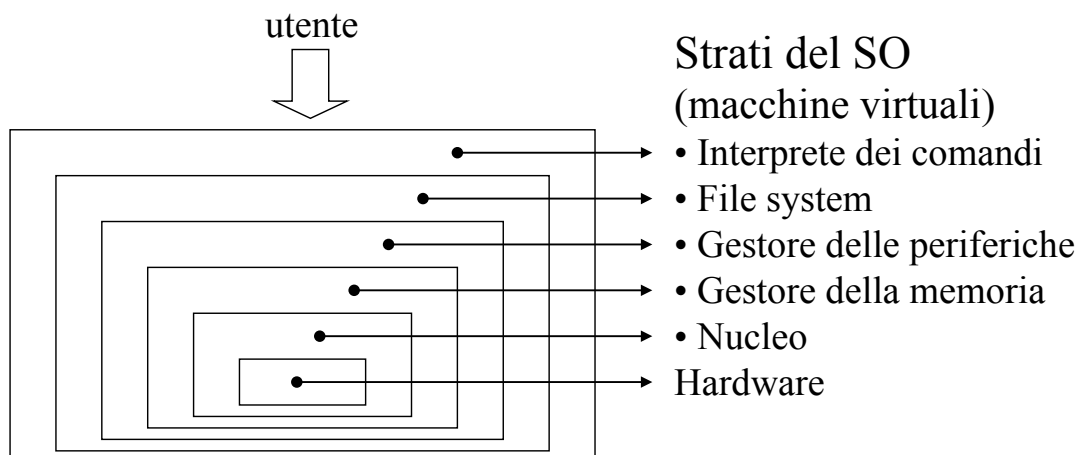 utente
Strati del SO
(macchine virtuali)
• Interprete dei comandi
• File system
• Gestore delle periferiche
• Gestore della memoria
• Nucleo
Hardware